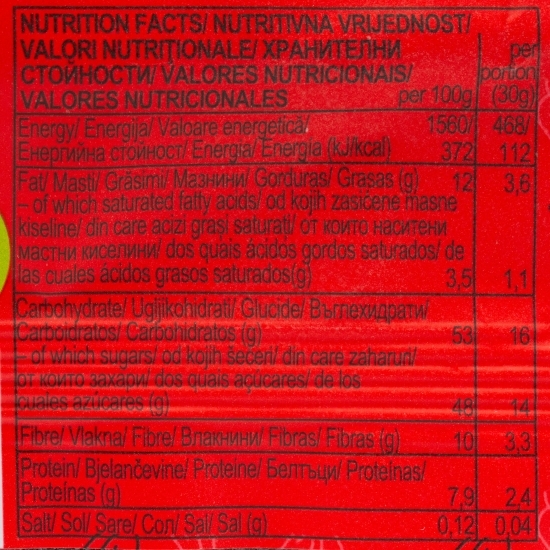 NUTRITION FACTS/ NUTRITIVNA VRIJEDNOST/
VALORI NUTRIȚIONALE/ ХРАНИТЕЛНИ per
СТОЙНОСТИ/ VALORES NUTRICIONAIS/ portion
VALORES NUTRICIONALES per 100g (30g)
Energy/ Energija/ Valoare energetică/ 1560/ 468/
Енергийна стойност/ Energia/ Energía (kJ/kcal) 372 112
Fat/ Masti/ Grăsimi/ Мазнини/ Gorduras/ Grasas (g) 12 3,6
– of which saturated fatty acids/ od kojih zasićene masne
kiseline/ din care acizi grași saturați/ от които наситени
мастни киселини/ dos quais ácidos gordos saturados/ de
las cuales ácidos grasos saturados(g) 3,5 1,1
Carbohydrate/ Ugljikohidrati/ Glucide/ Въглехидрати/
Carboidratos/ Carbohidratos (g) 53 16
– of which sugars/ od kojih šećeri/ din care zaharuri/
от които захари/ dos quais açúcares/ de los
cuales azúcares (g) 48 14
Fibre/ Vlakna/ Fibre/ Влакнини/ Fibras/ Fibras (g) 10 3,3
Protein/ Bjelančevine/ Proteine/ Белтъци/ Proteínas/
Proteínas (g) 7,9 2,4
Salt/ Sol/ Sare/ Сол/ Sal/ Sal (g) 0,12 0,04